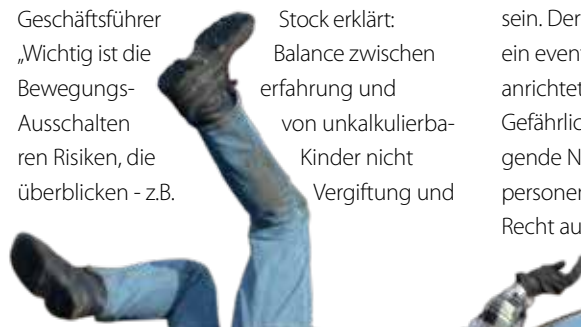 Geschäftsführer Stock erklärt:
„Wichtig ist die Balance zwischen
Bewegungs- erfahrung und
Ausschalten von unkalkulierba-
ren Risiken, die Kinder nicht
überblicken - z.B. Vergiftung und
sein. Der
ein even
anrichtet
Gefährlic
gende N
personen
Recht au